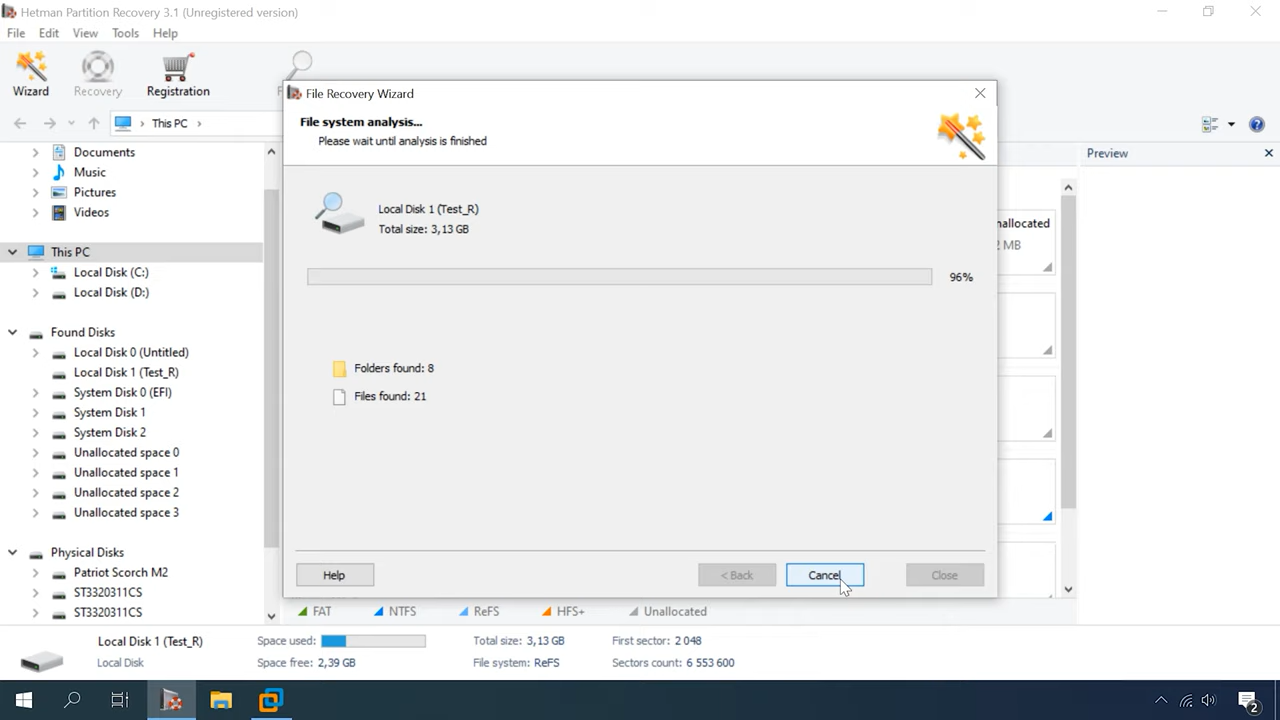 Hetman Partition Recovery 3.1 (Unregistered version)
File Edit View Tools Help
Wizard Recovery Registration
This PC
Preview
Documents
Music
Pictures
Videos
This PC
Local Disk (C:)
Local Disk (D:)
Found Disks
Local Disk 0 (Untitled)
Local Disk 1 (Test_R)
System Disk 0 (EFI)
System Disk 1
System Disk 2
Unallocated space 0
Unallocated space 1
Unallocated space 2
Unallocated space 3
Physical Disks
Patriot Scorch M2
ST3320311CS
ST3320311CS
File Recovery Wizard
File system analysis...
Please wait until analysis is finished
Local Disk 1 (Test_R)
Total size: 3,13 GB
96%
Folders found: 8
Files found: 21
Help < Back Cancel Close
nallocated
MB
FAT NTFS ReFS HFS+ Unallocated
Local Disk 1 (Test_R) Space used: Total size: 3,13 GB First sector: 2 048
Local Disk Space free: 2,39 GB File system: ReFS Sectors count: 6 553 600
2